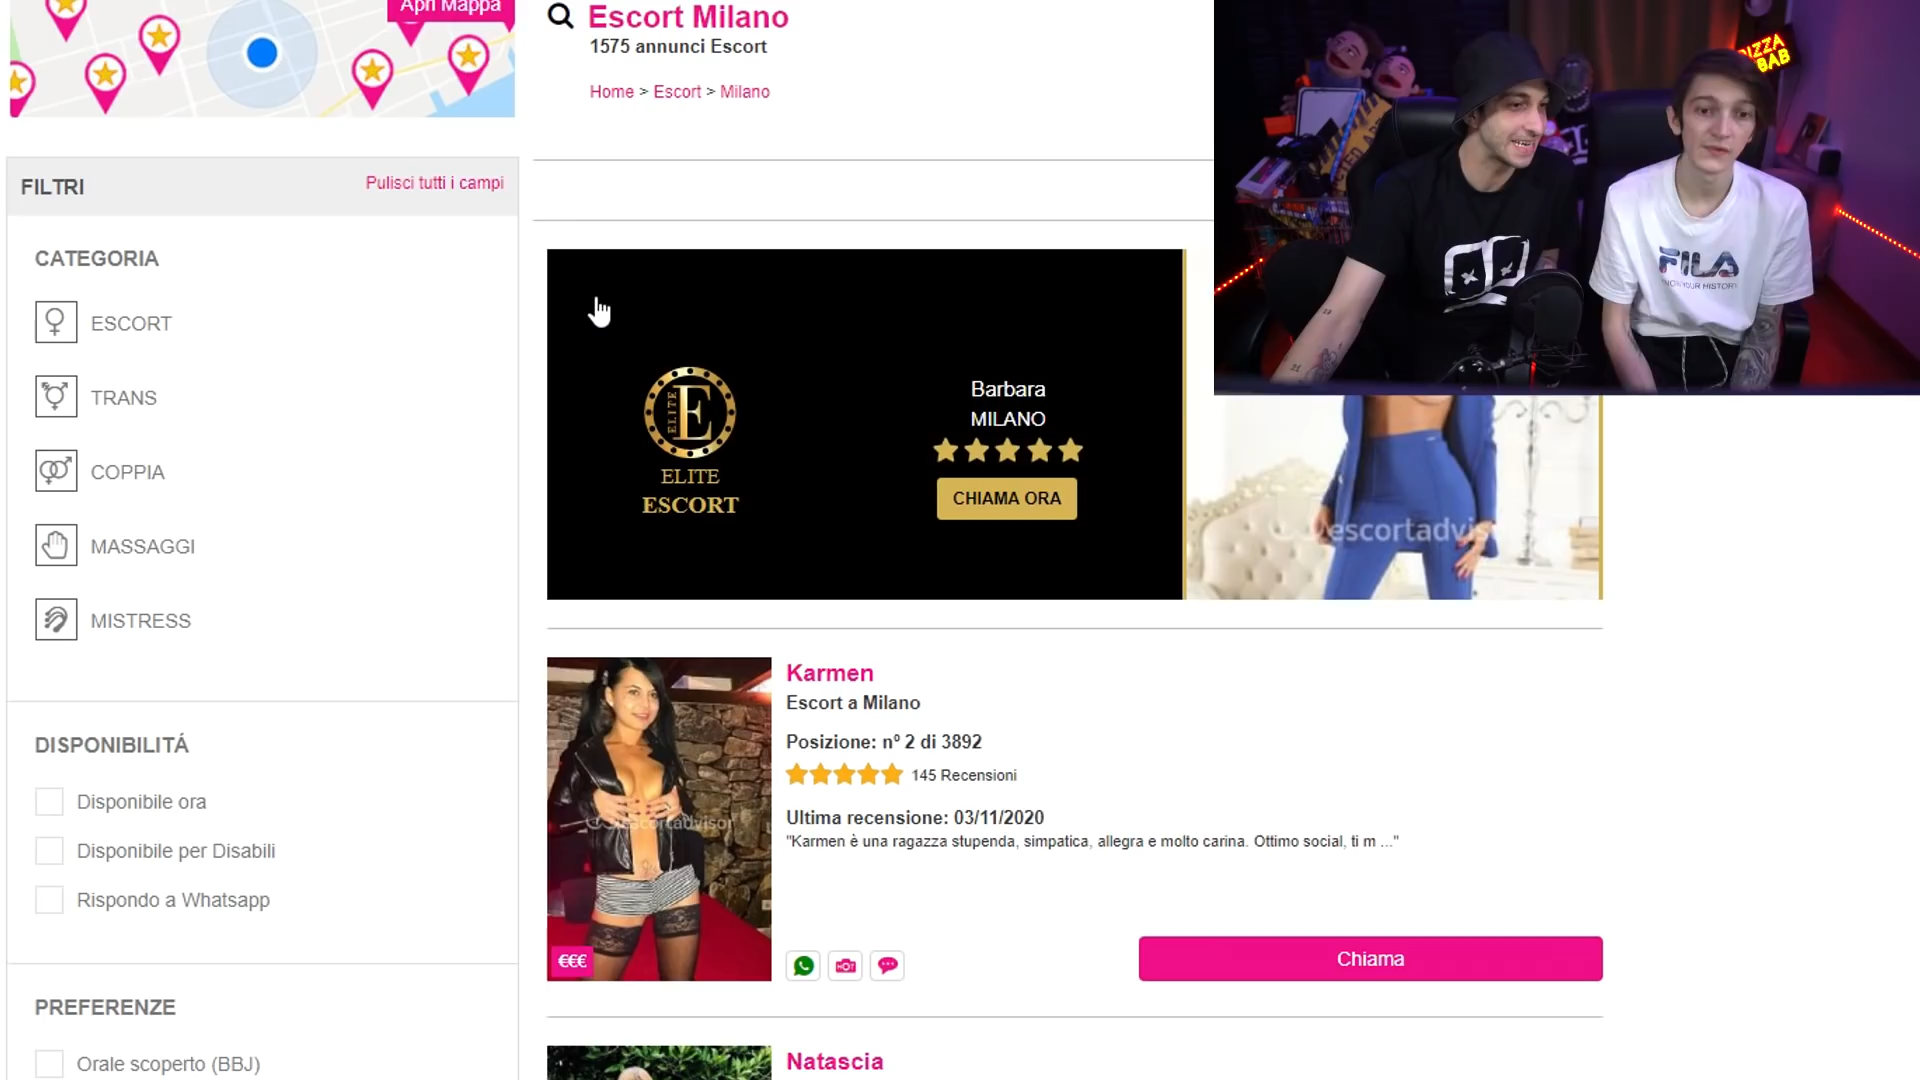 Apri Mappa
Escort Milano
1575 annunci Escort
Home > Escort > Milano
FILTRI
Pulisci tutti i campi
CATEGORIA
ESCORT
TRANS
COPPIA
MASSAGGI
MISTRESS
DISPONIBILITÁ
Disponibile ora
Disponibile per Disabili
Rispondo a Whatsapp
PREFERENZE
Orale scoperto (BBJ)
ELITE
E
ELITE
ESCORT
Barbara
MILANO
CHIAMA ORA
escortadvis
Karmen
Escort a Milano
Posizione: nº 2 di 3892
145 Recensioni
Ultima recensione: 03/11/2020
"Karmen è una ragazza stupenda, simpatica, allegra e molto carina. Ottimo social, ti m ..."
escortadvisor
€€€
HOT
Chiama
Natascia
FILA